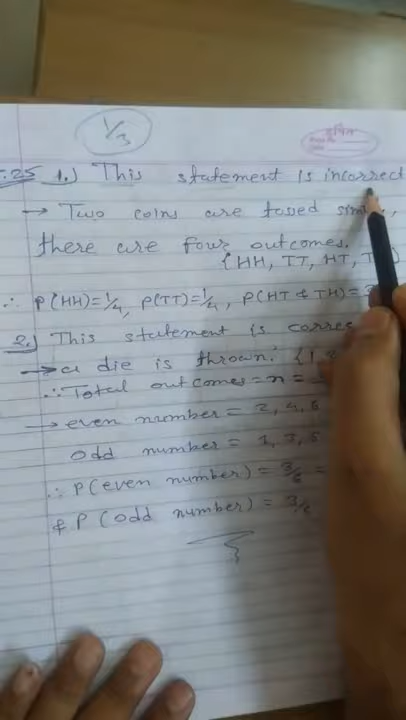 1/3
.25 1.) This statement is incorrect
→ Two coins are tossed
there are four outcomes.
{HH, TT, HT,
∴ P(HH)=1/4, P(TT)=1/4, P(HT & TH)=
2.) This statement is
→ a die is thrown.
∴ Total outcomes = n =
→ even number = 2, 4, 6
odd number = 1, 3, 5
∴ P(even number) = 3/6 =
& P (odd number) = 3/6